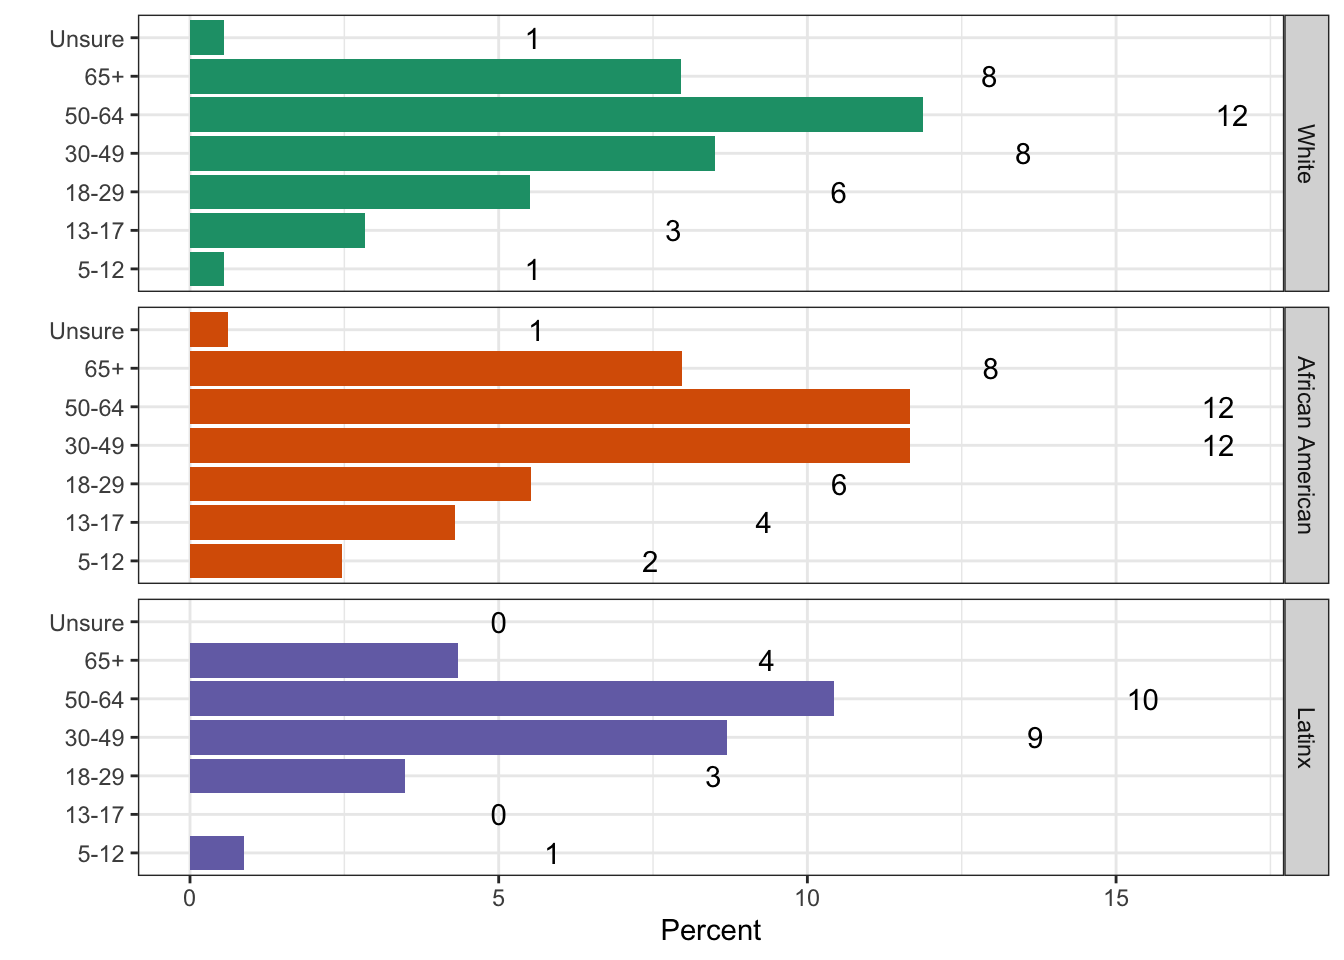 Unsure 1
65+ 8
50-64 12
30-49 8
18-29 6
13-17 3
5-12 1
White
Unsure 1
65+ 8
50-64 12
30-49 12
18-29 6
13-17 4
5-12 2
African American
Unsure 0
65+ 4
50-64 10
30-49 9
18-29 3
13-17 0
5-12 1
Latinx
0 5 10 15
Percent